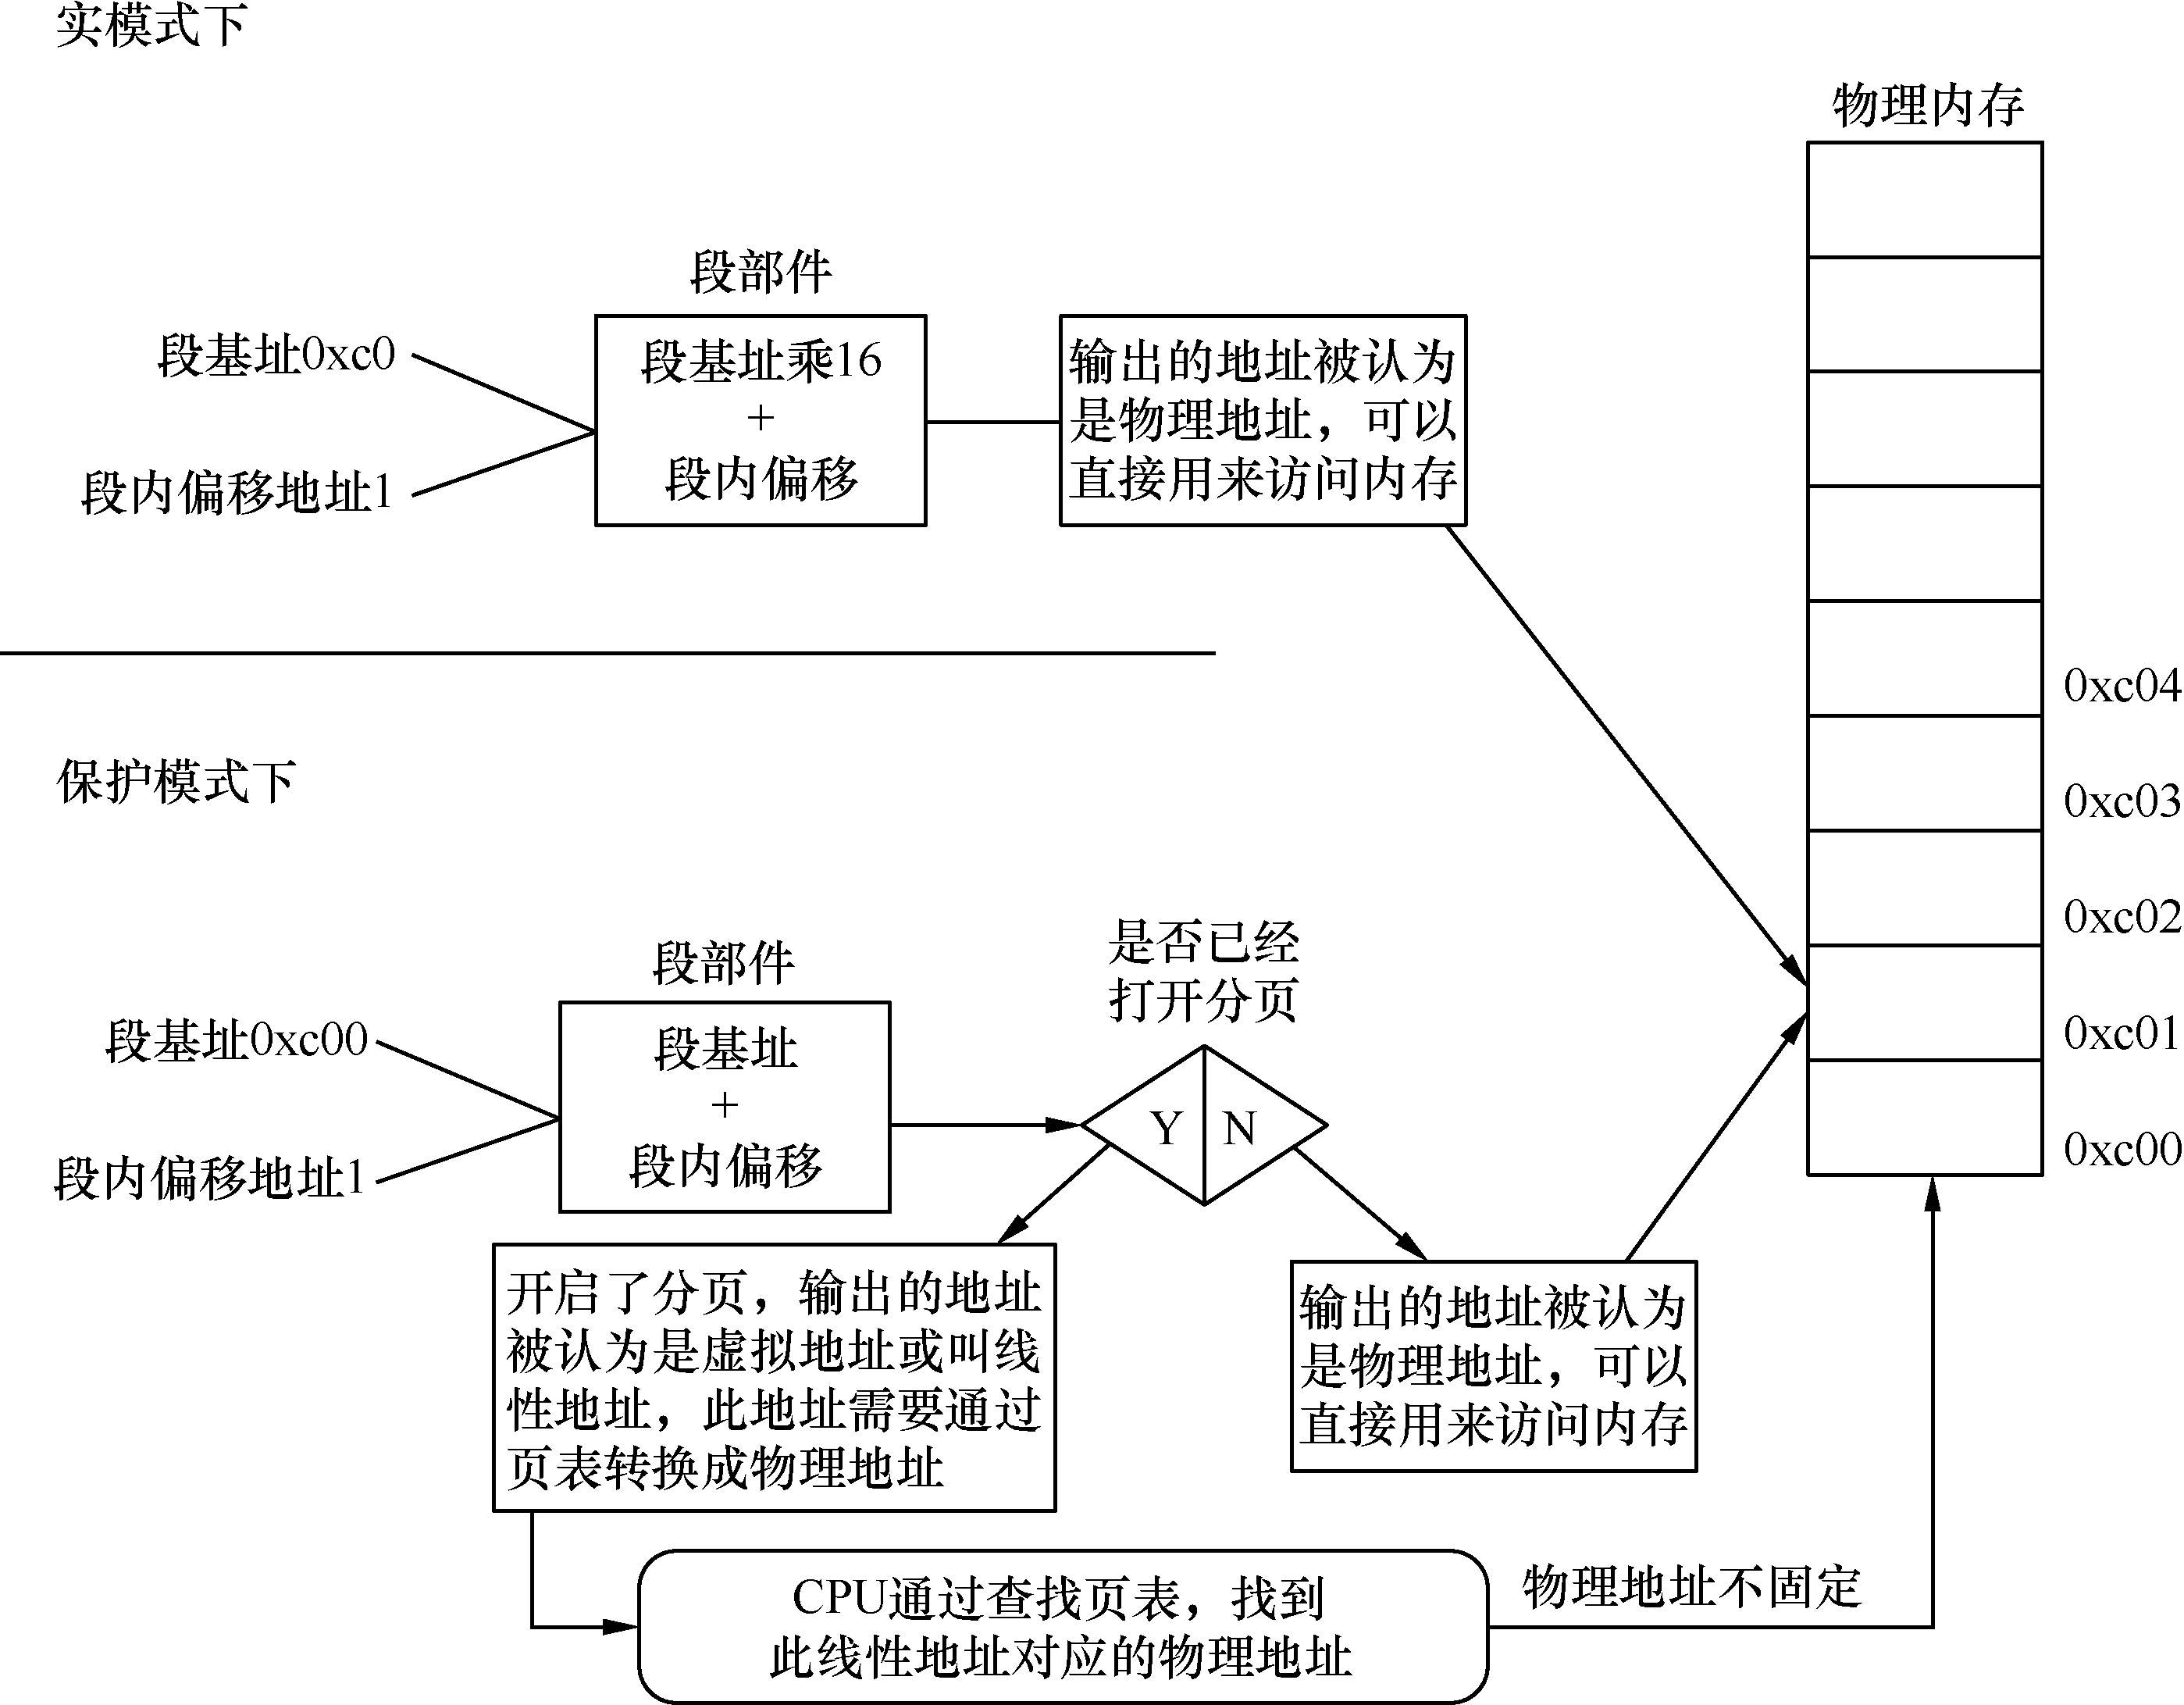 实模式下
物理内存
段部件
段基址0xc0
段内偏移地址1
段基址乘16
+
段内偏移
输出的地址被认为
是物理地址，可以
直接用来访问内存
0xc04
0xc03
0xc02
0xc01
0xc00
保护模式下
段部件
段基址0xc00
段内偏移地址1
段基址
+
段内偏移
是否已经
打开分页
Y
N
开启了分页，输出的地址
被认为是虚拟地址或叫线
性地址，此地址需要通过
页表转换成物理地址
输出的地址被认为
是物理地址，可以
直接用来访问内存
CPU通过查找页表，找到
此线性地址对应的物理地址
物理地址不固定